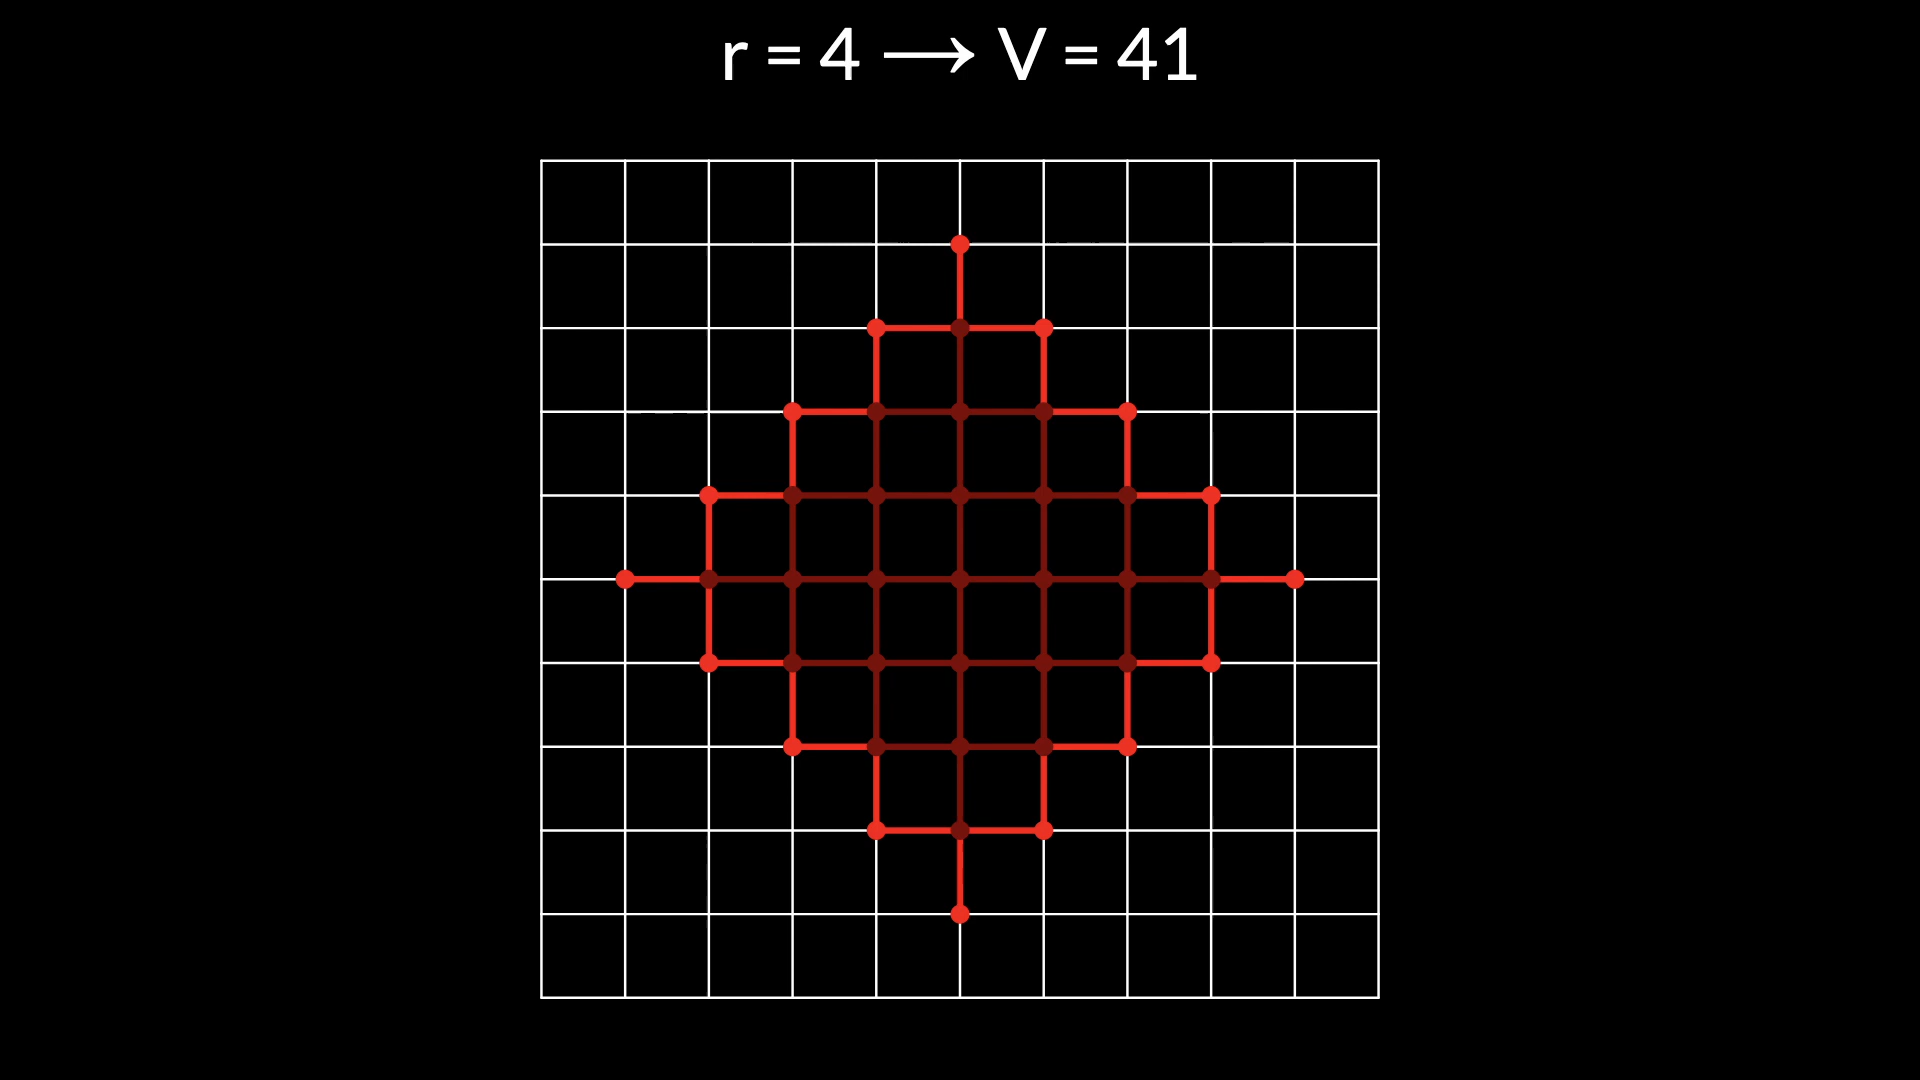 r = 4 ⟶ V = 41